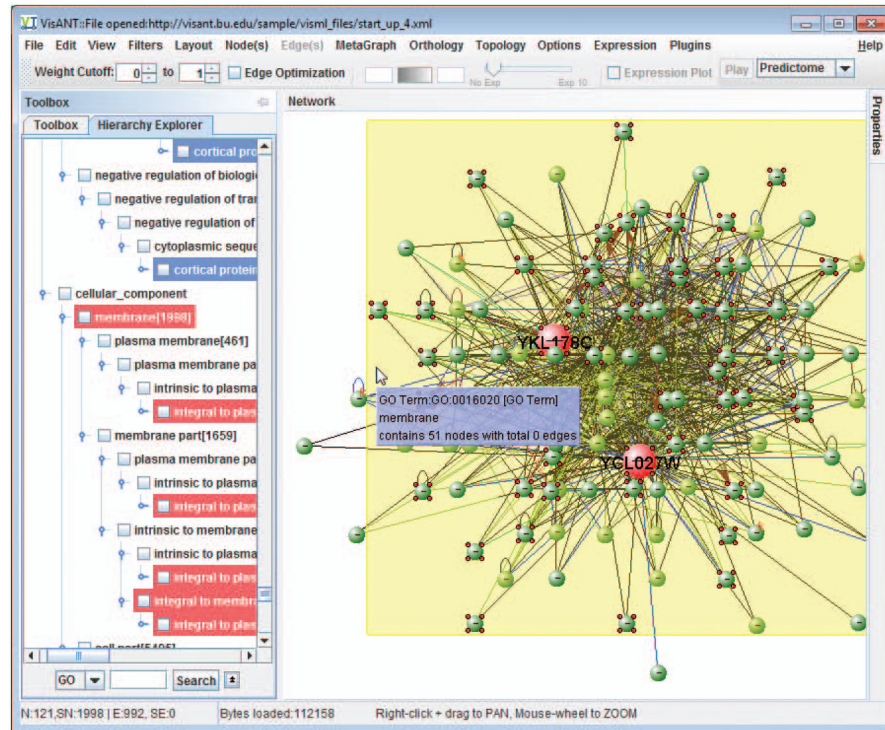 VisANT::File opened:http://visant.bu.edu/sample/visml_files/start_up_4.xml
File Edit View Filters Layout Node(s) Edge(s) MetaGraph Orthology Topology Options Expression Plugins Help
Weight Cutoff: 0 to 1 Edge Optimization No Exp Exp 10 Expression Plot Play Predictome
Toolbox
Network
Properties
Toolbox Hierarchy Explorer
cortical pro
negative regulation of biologi
negative regulation of tra
negative regulation of
cytoplasmic seque
cortical protein
cellular_component
membrane[1998]
plasma membrane[461]
plasma membrane pa
intrinsic to plasma
integral to plas
membrane part[1659]
plasma membrane pa
intrinsic to plasma
integral to plas
intrinsic to membrane
intrinsic to plasma
integral to plas
integral to membr
integral to plas
cell part[5495]
YKL178C
GO Term:GO:0016020 [GO Term]
membrane
contains 51 nodes with total 0 edges
YCL027W
GO Search
N:121,SN:1998 | E:992, SE:0 Bytes loaded:112158 Right-click + drag to PAN, Mouse-wheel to ZOOM